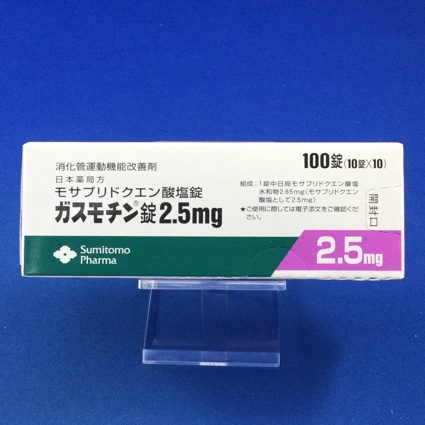 消化管運動機能改善剤
日本薬局方
モサプリドクエン酸塩錠
ガスモチン®錠2.5mg
Sumitomo
Pharma
100錠(10錠×10)
組成:1錠中日局モサプリドクエン酸塩
水和物2.65mg(モサプリドクエン
酸塩として2.5mg)
★ご使用に際しては電子添文をご確認くだ
さい。
開封口
2.5mg